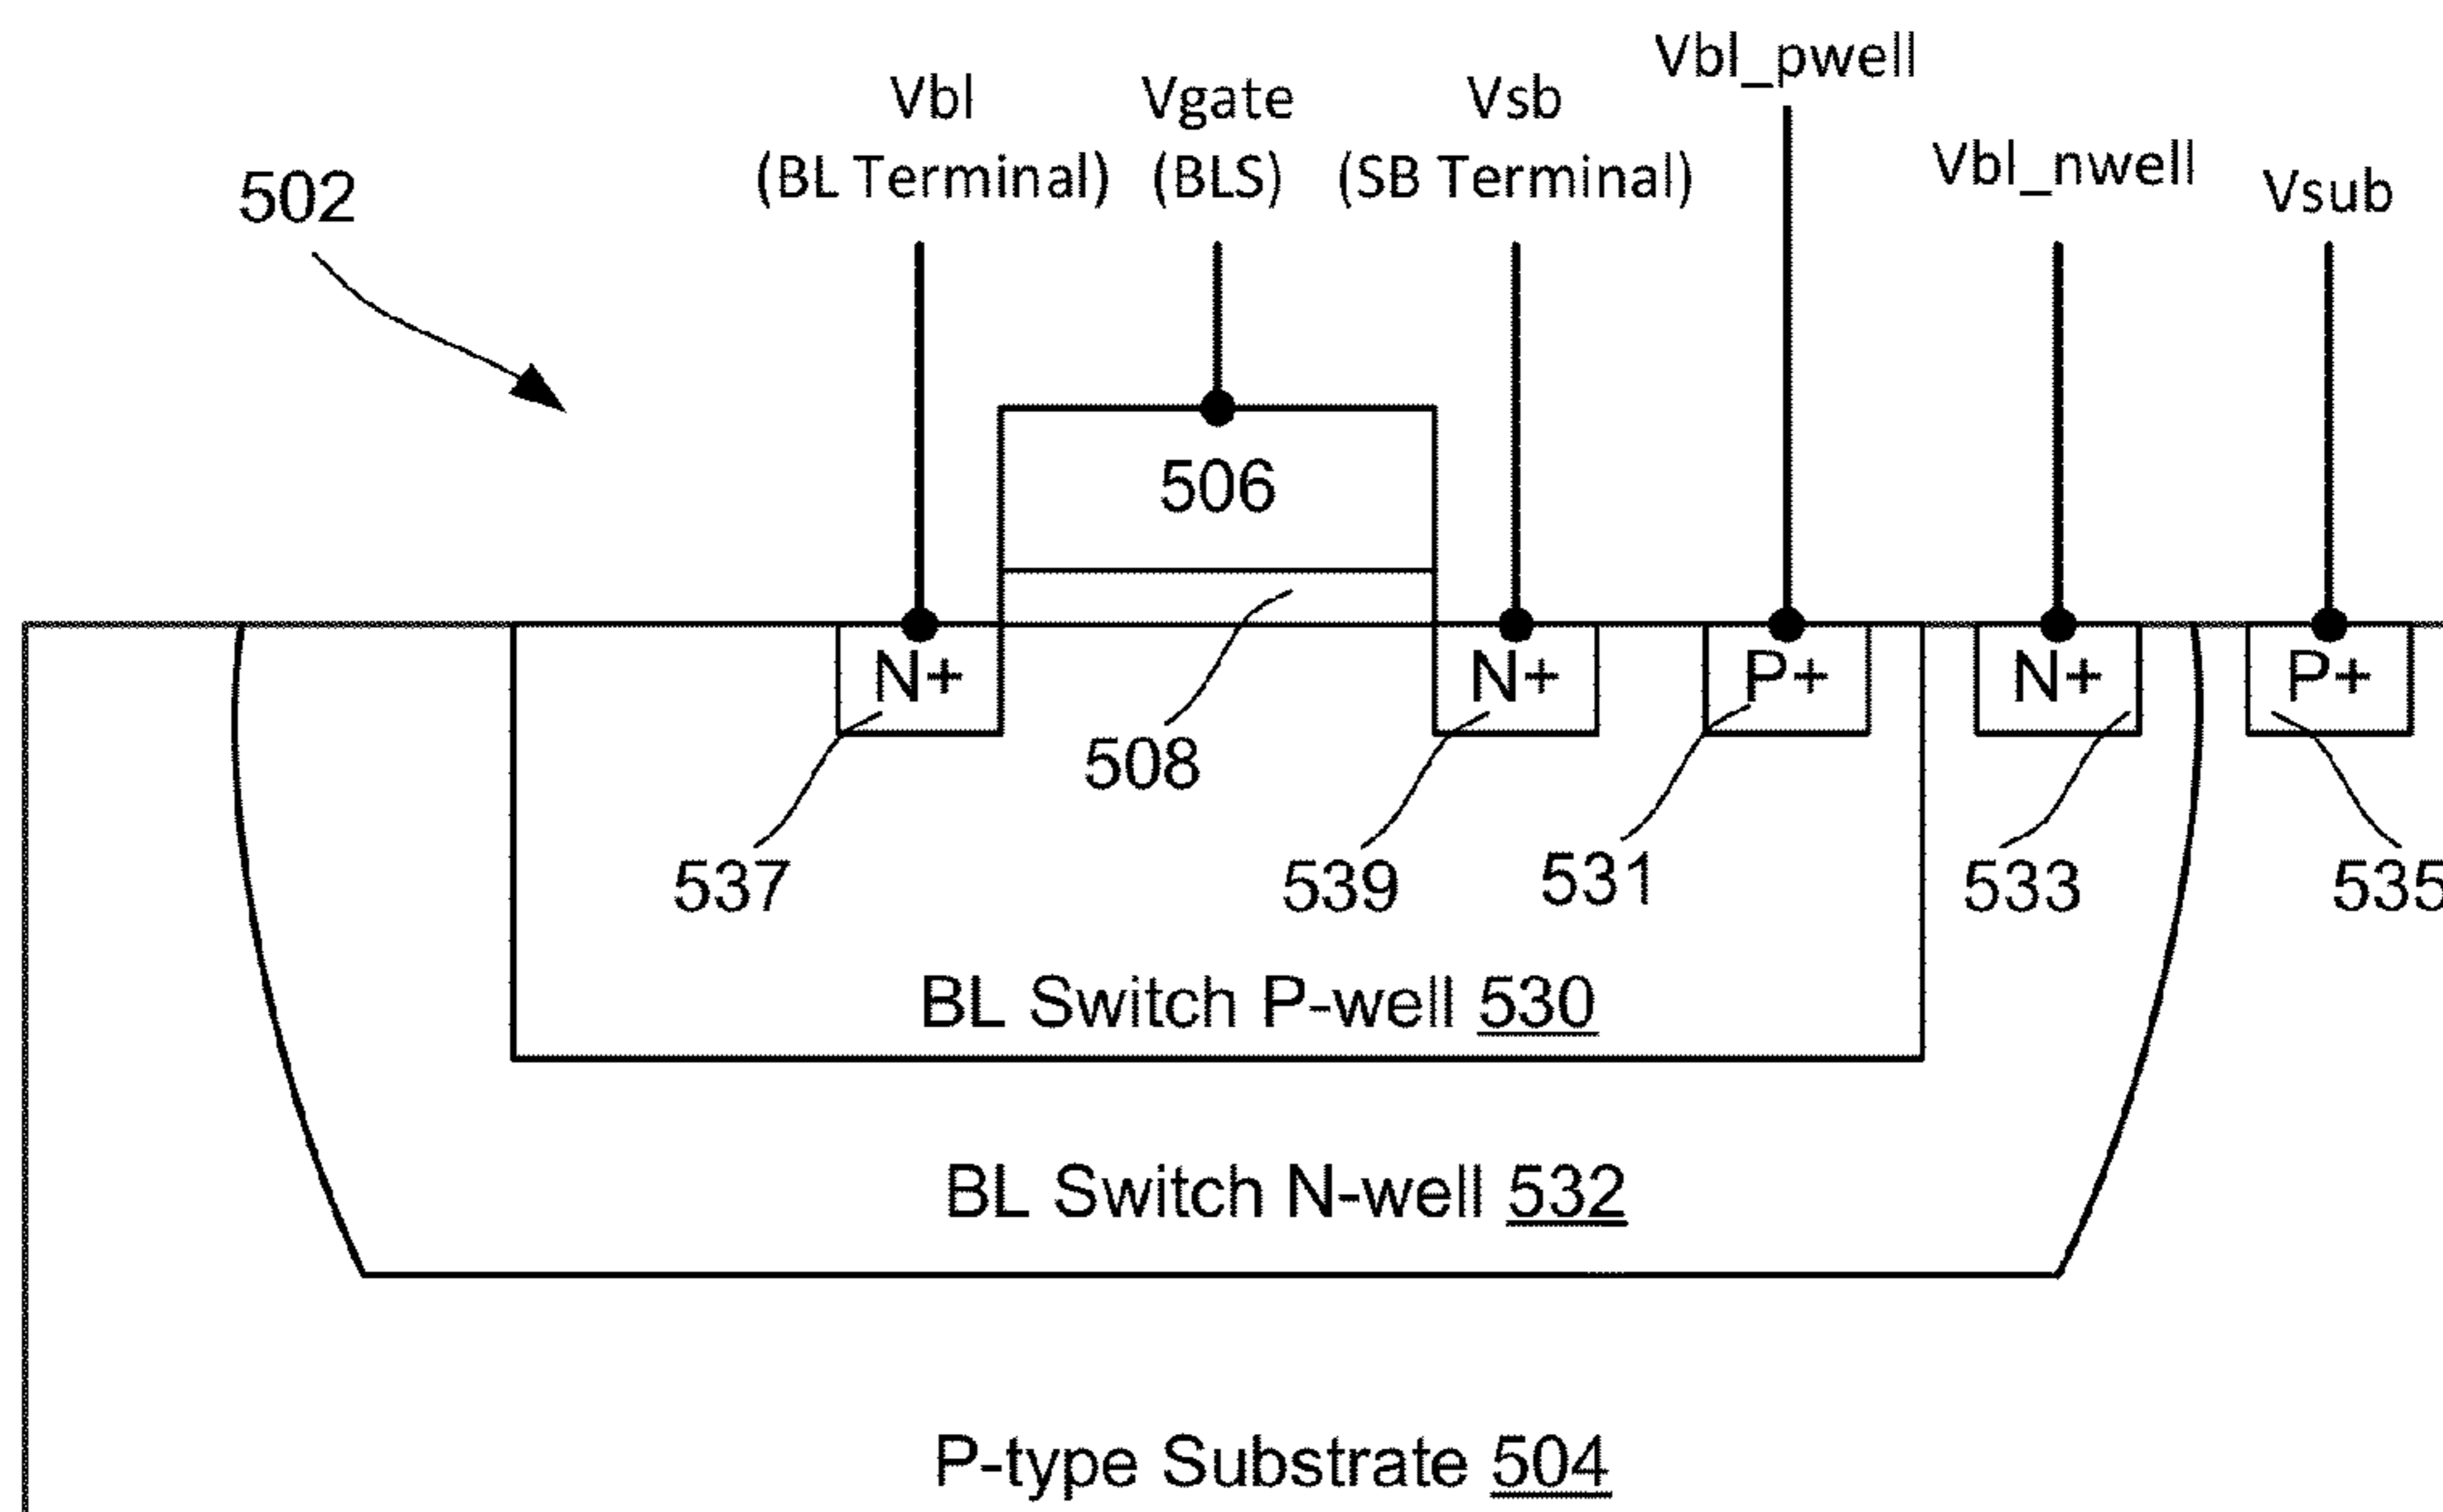 Vbl_pwell
Vbl Vgate Vsb
Vbl_nwell
(BL Terminal) (BLS) (SB Terminal)
502
Vsub
506
N+ N+ P+ N+ P+
508
537 539 531 533 535
BL Switch P-well 530
BL Switch N-well 532
P-type Substrate 504